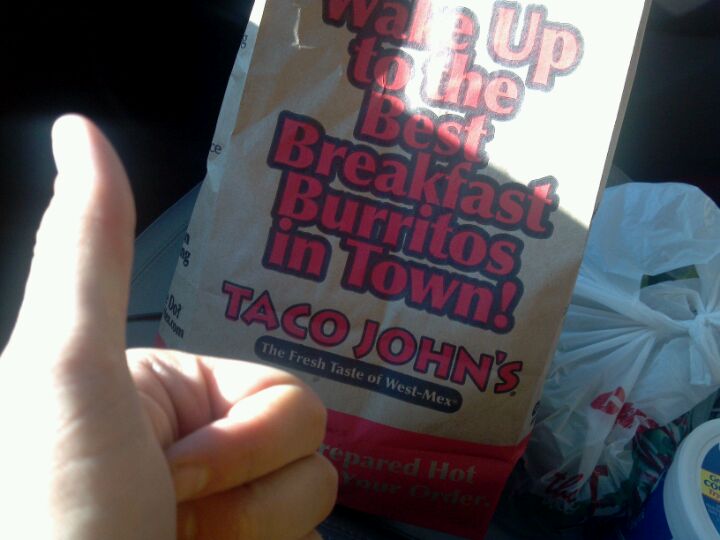 Wake Up
to the
Best
Breakfast
Burritos
in Town!
TACO JOHN'S
The Fresh Taste of West-Mex
Prepared Hot
Your Order.